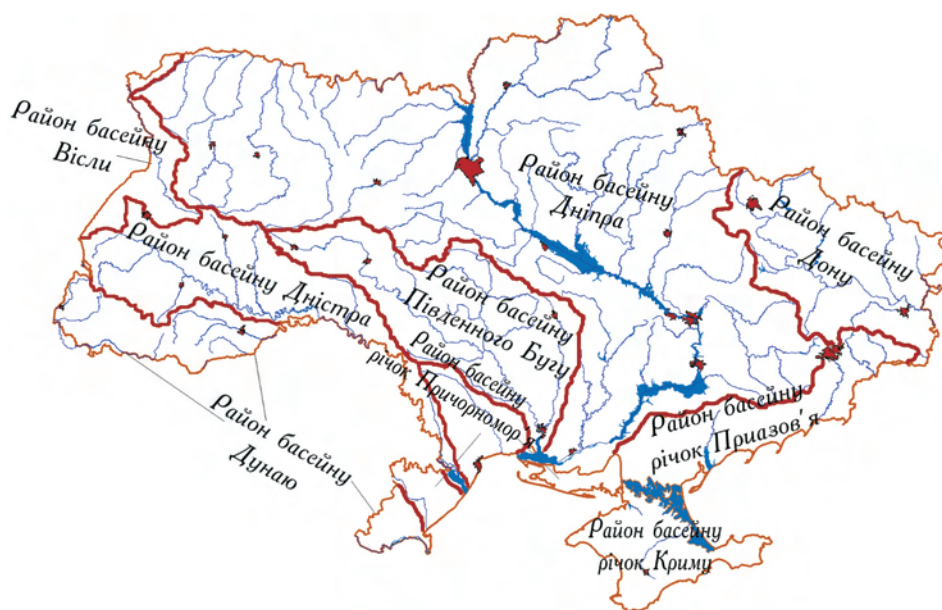 Район басейну
Вісли
Район басейну
Дніпра
Район басейну
Дону
Район басейну Дністра
Район басейну
Південного Бугу
Район басейну
річок Причорномор'я
Район басейну
Дунаю
Район басейну
річок Приазов'я
Район басейну
річок Криму